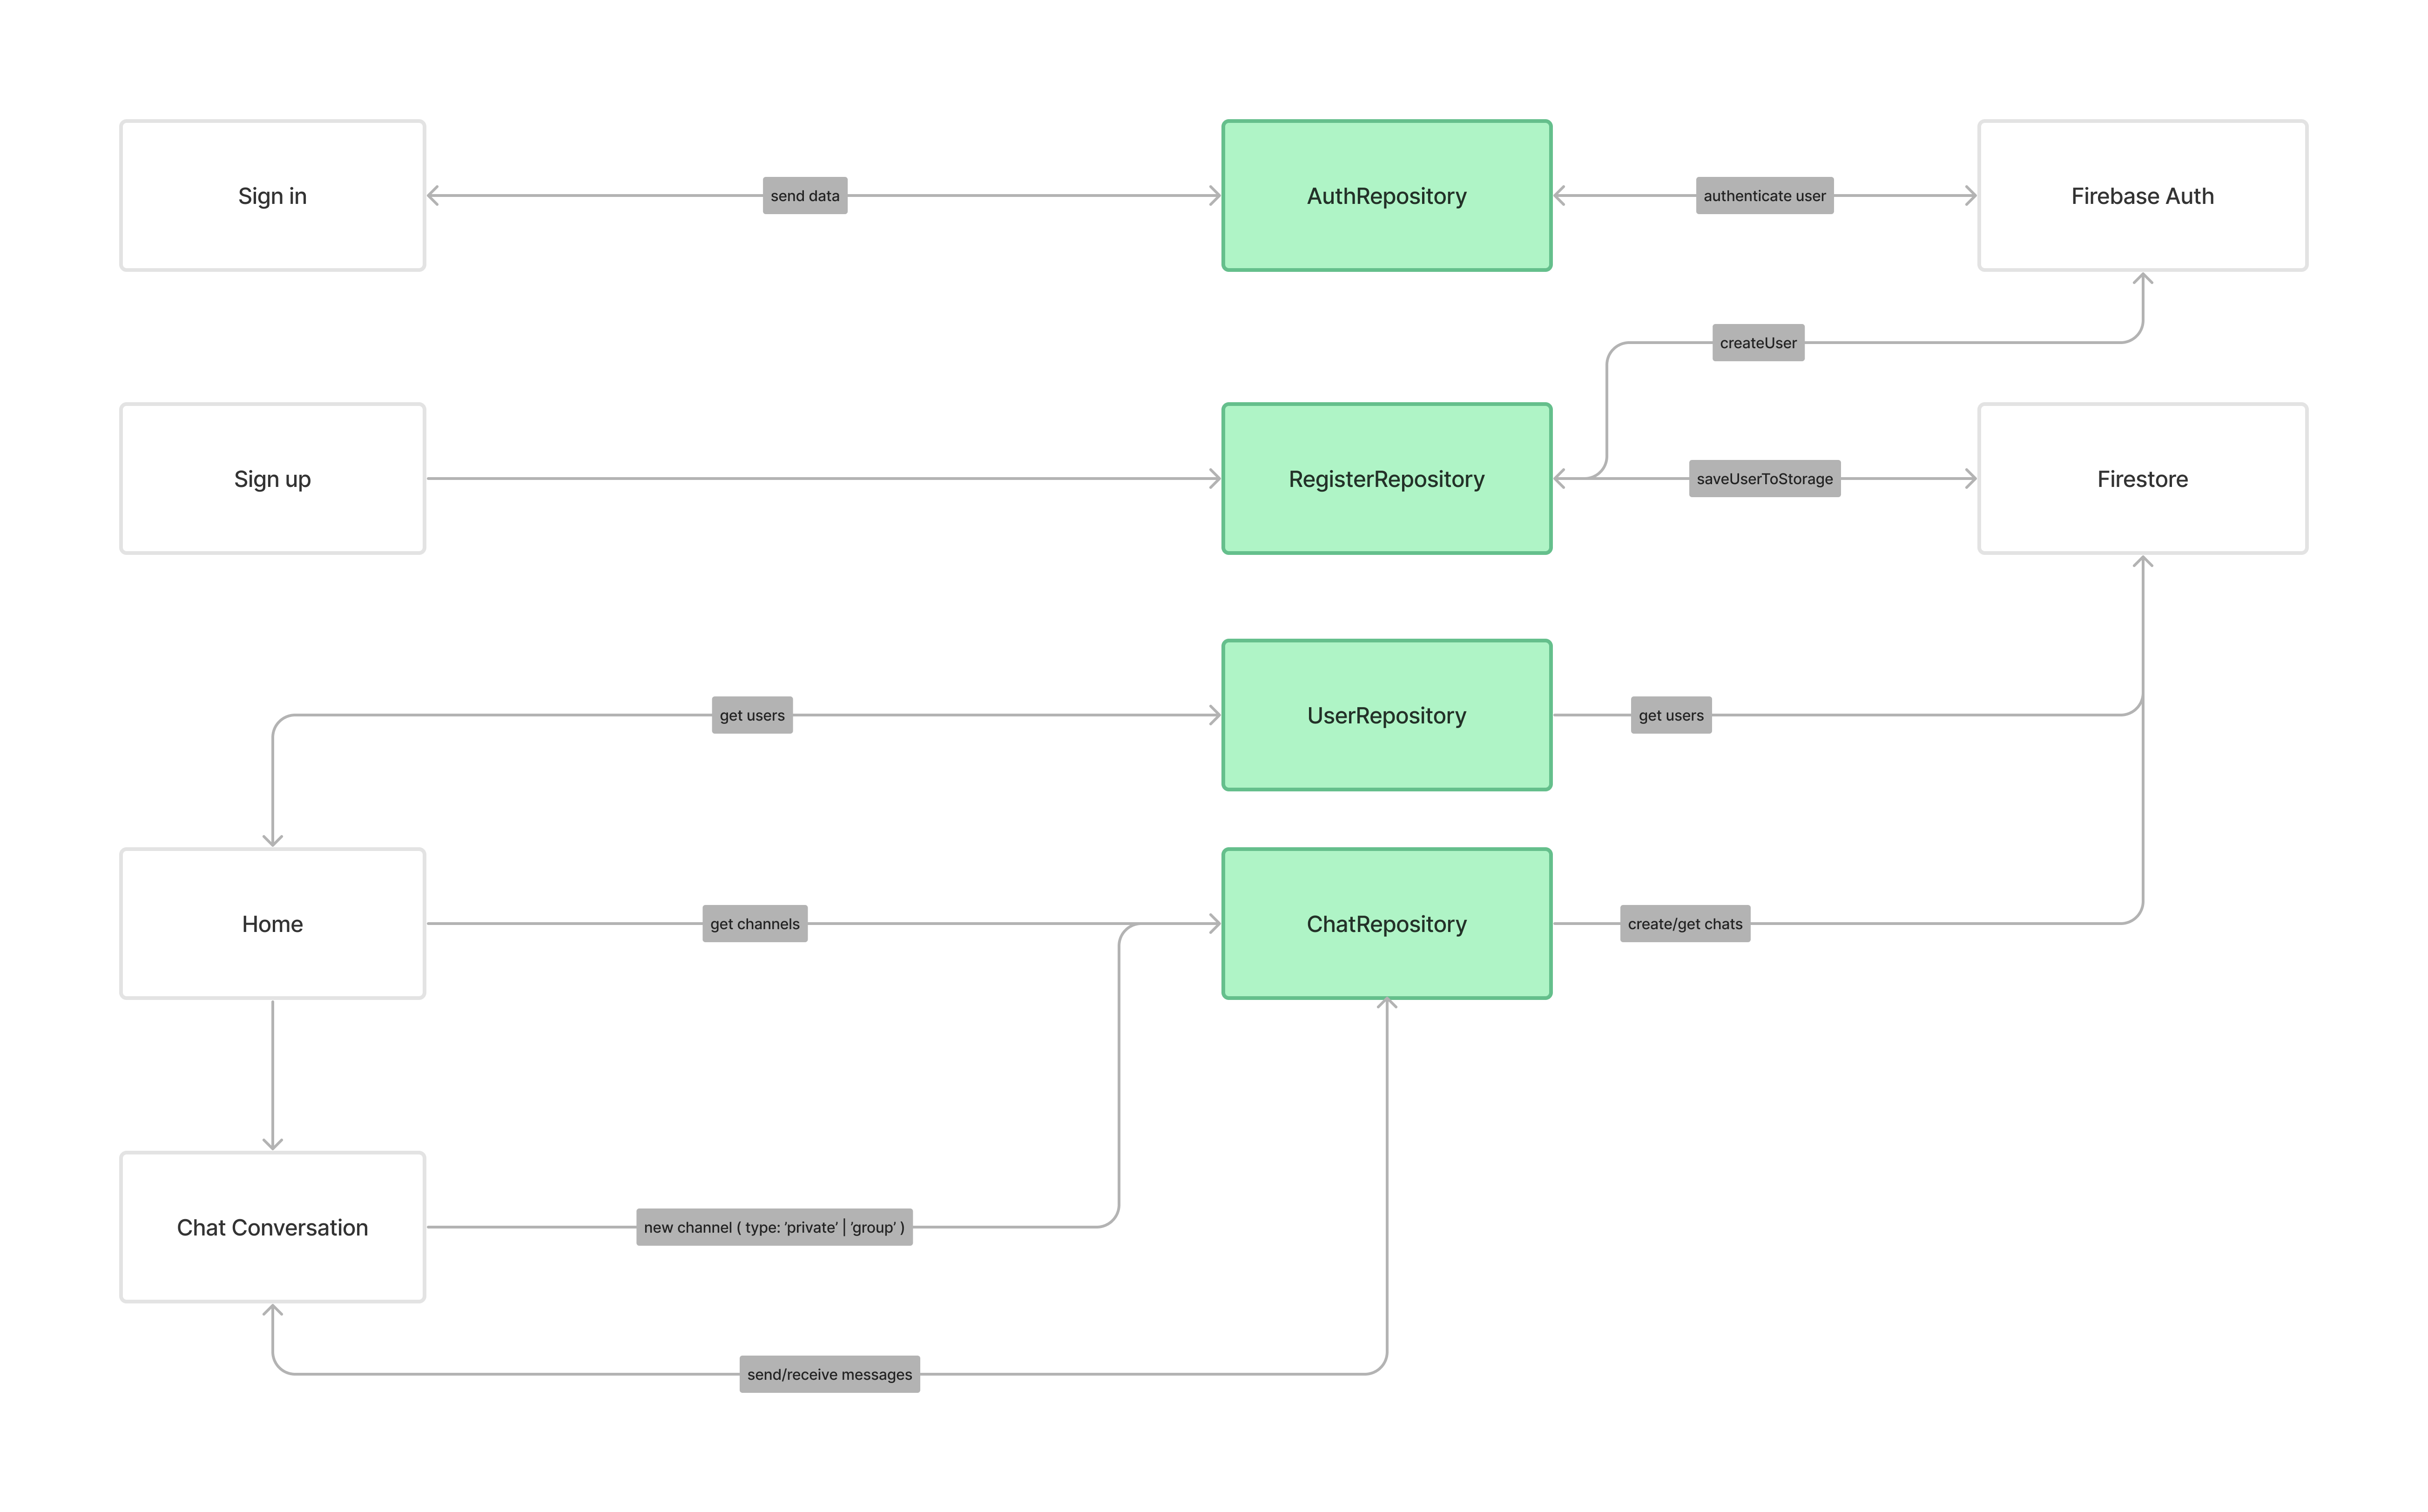 Sign in
send data
AuthRepository
authenticate user
Firebase Auth
createUser
Sign up
RegisterRepository
saveUserToStorage
Firestore
get users
UserRepository
get users
Home
get channels
ChatRepository
create/get chats
Chat Conversation
new channel ( type: ’private’ | ’group’ )
send/receive messages